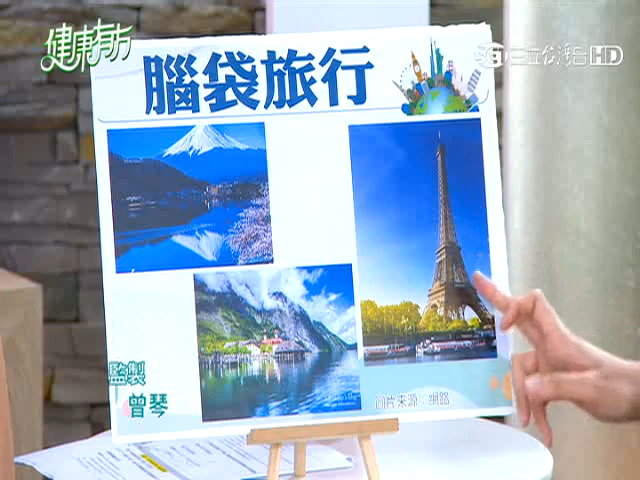 健康有方
三立台灣台HD
腦袋旅行
監製
曾琴
圖片來源：網路